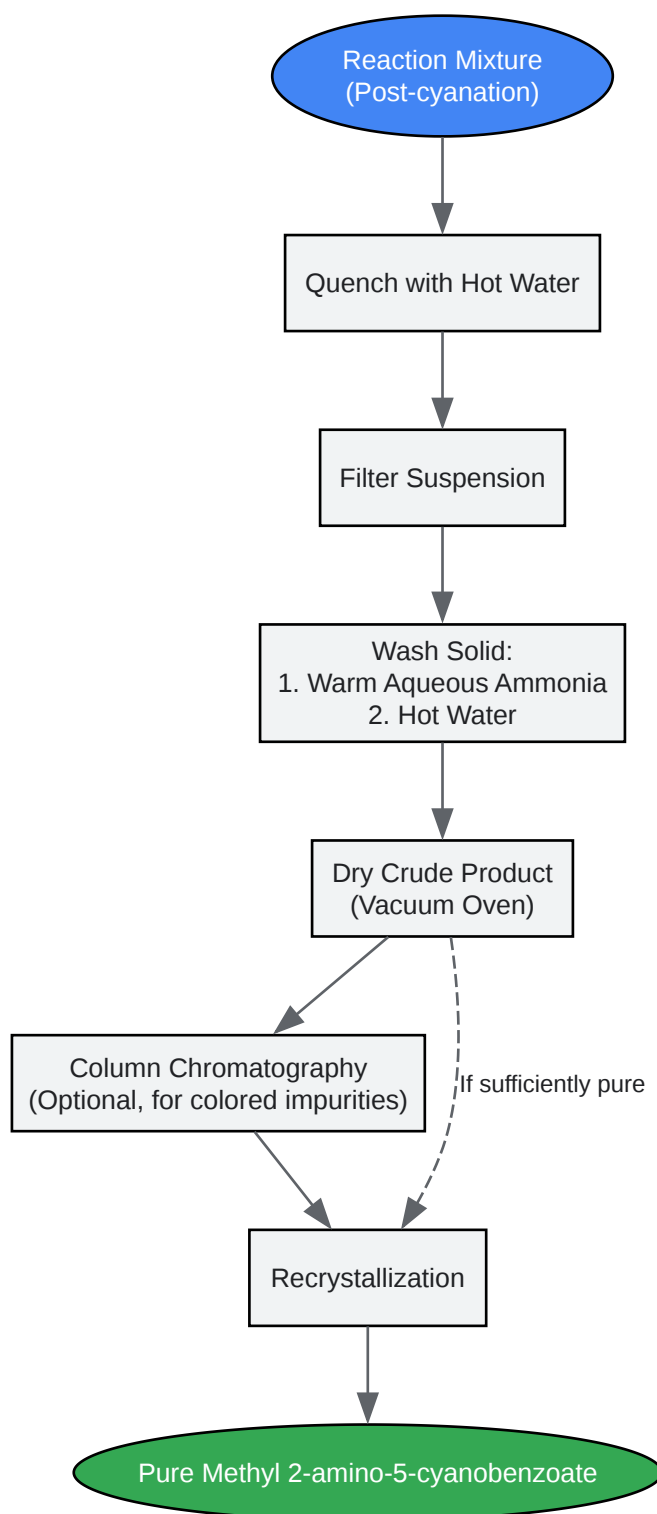 Reaction Mixture
(Post-cyanation)
Quench with Hot Water
Filter Suspension
Wash Solid:
1. Warm Aqueous Ammonia
2. Hot Water
Dry Crude Product
(Vacuum Oven)
Column Chromatography
(Optional, for colored impurities)
If sufficiently pure
Recrystallization
Pure Methyl 2-amino-5-cyanobenzoate